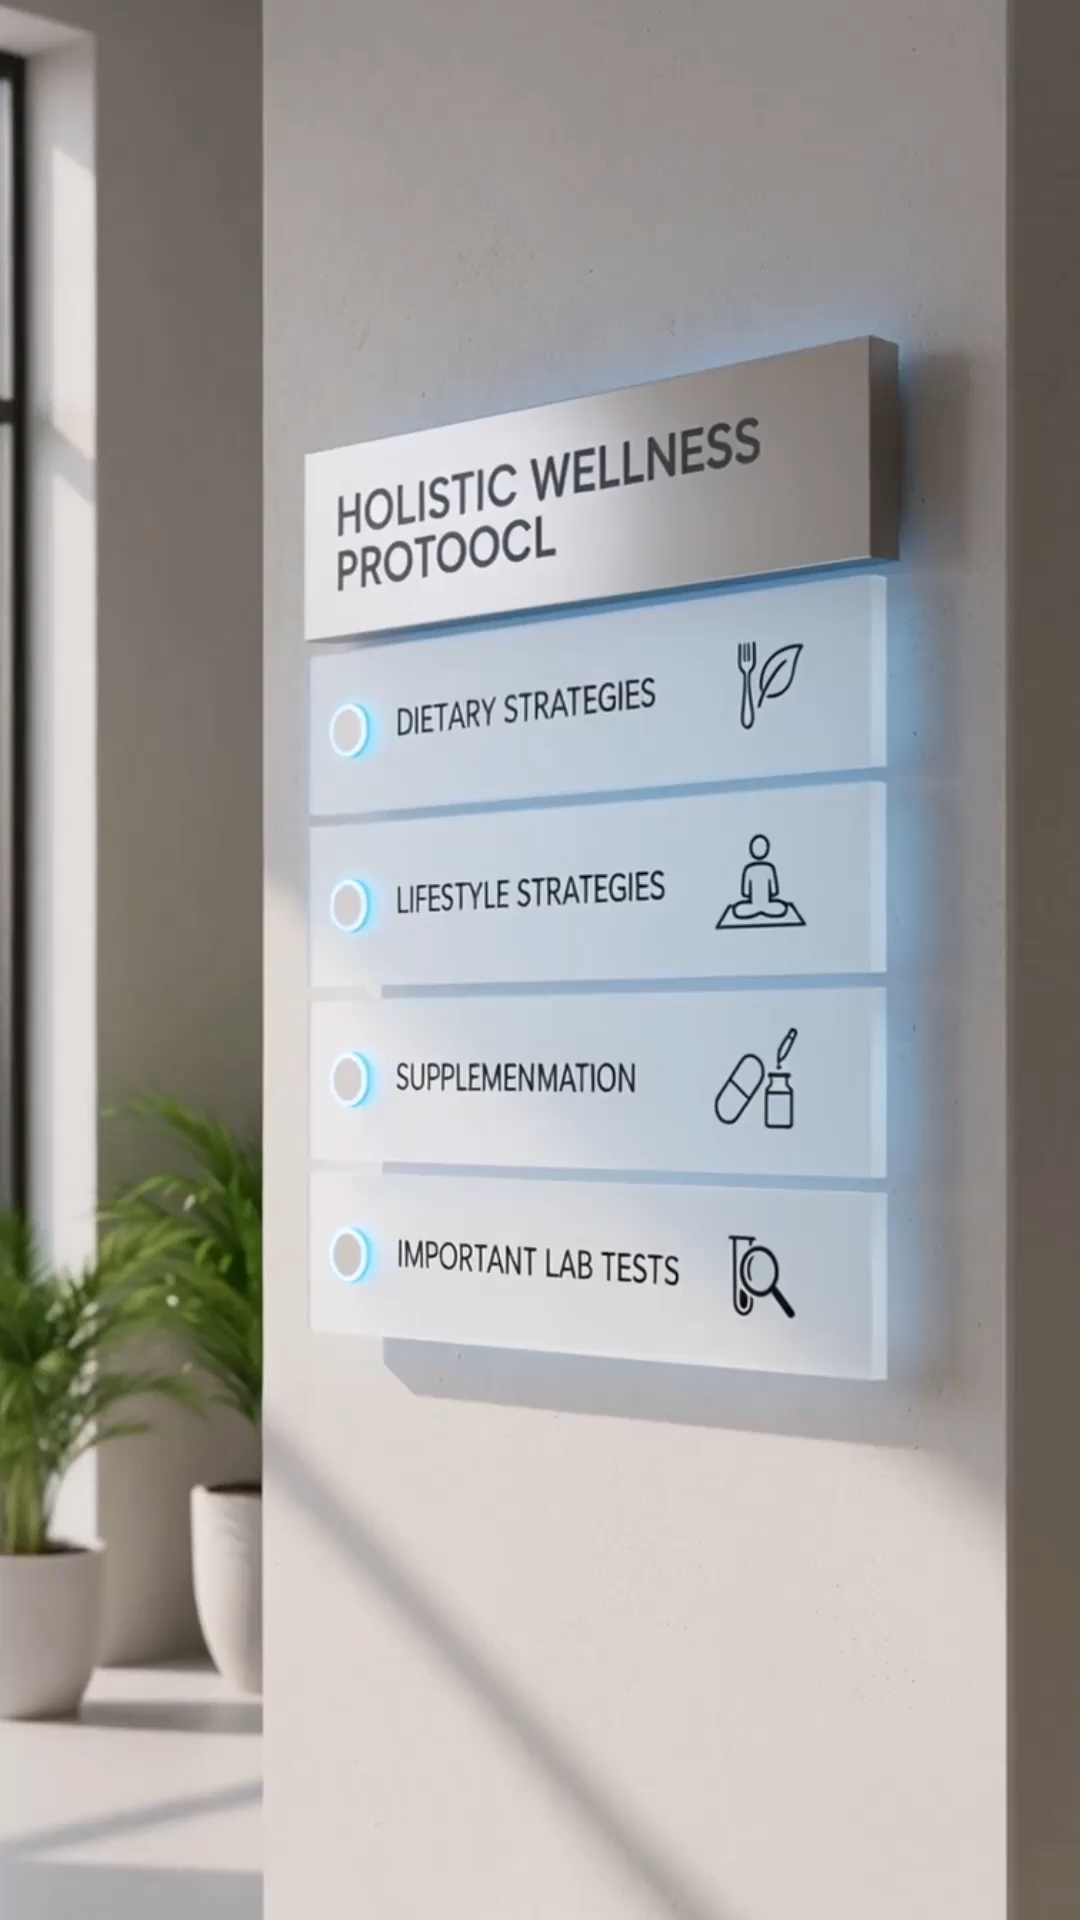 HOLISTIC WELLNESS
PROTOOCL
DIETARY STRATEGIES
LIFESTYLE STRATEGIES
SUPPLEMENMATION
IMPORTANT LAB TESTS